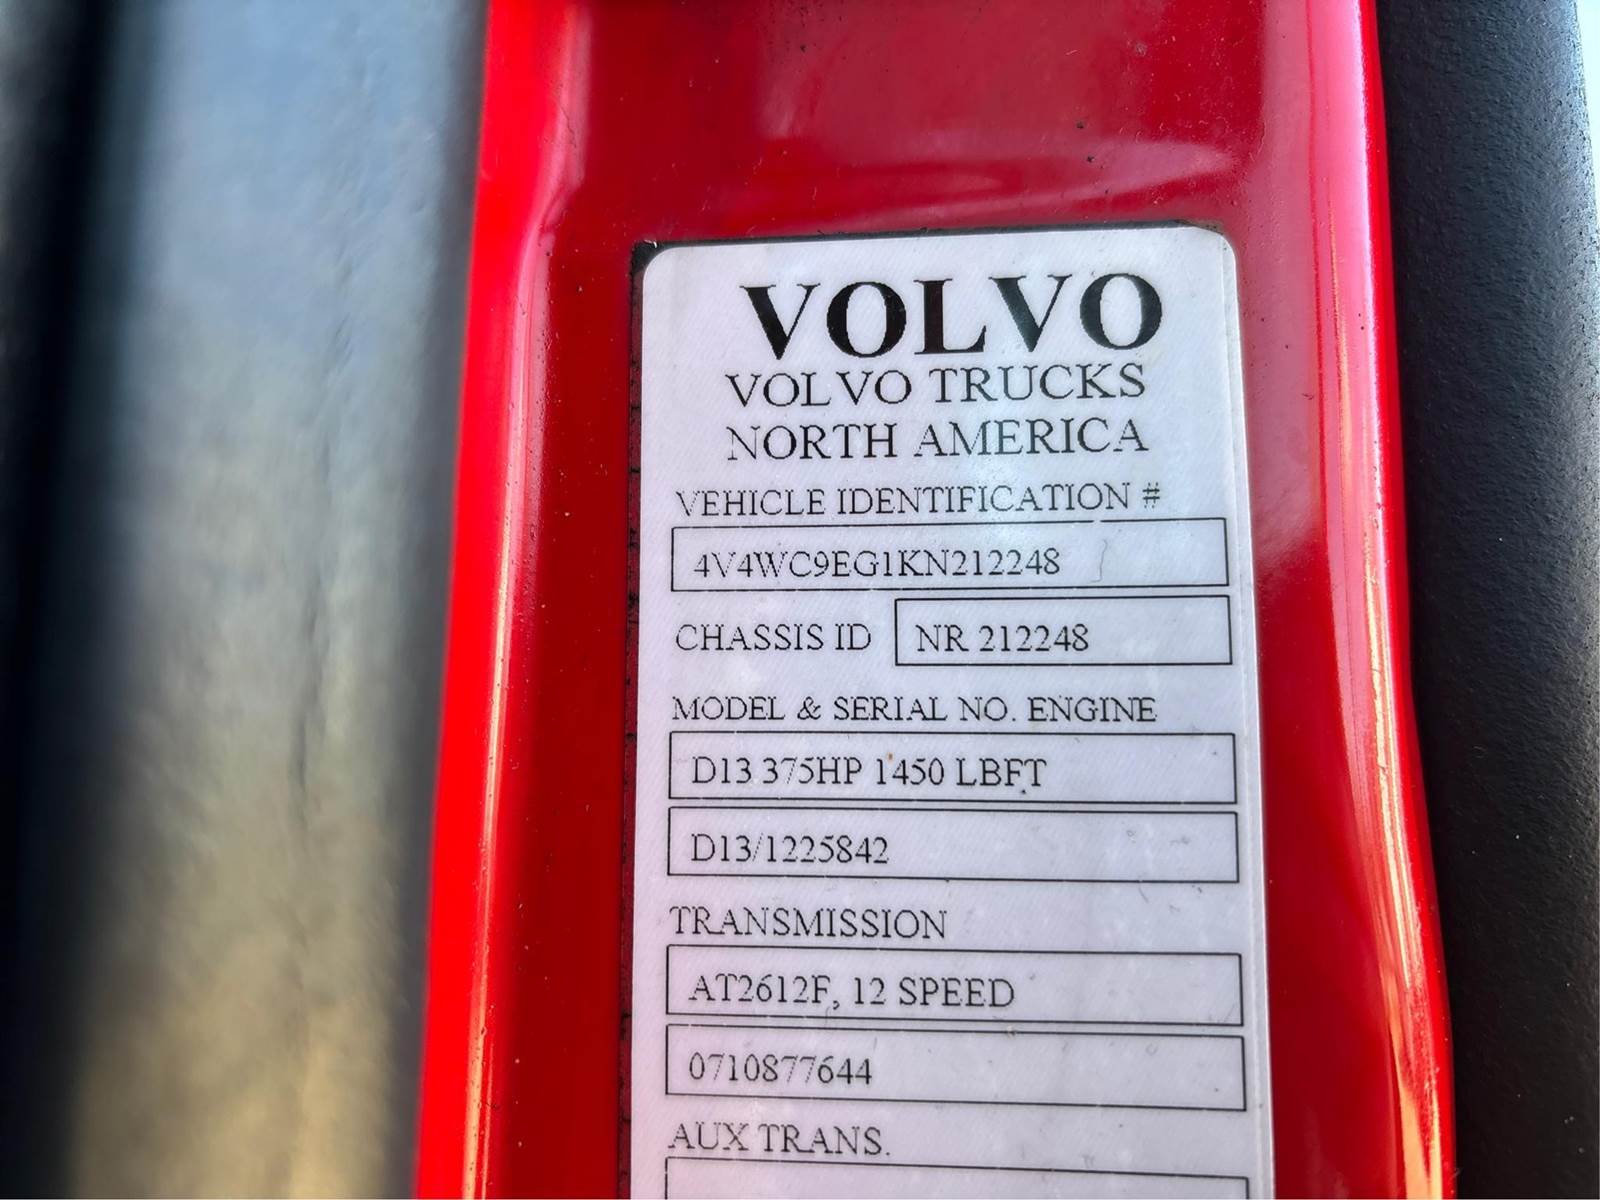 VOLVO
VOLVO TRUCKS
NORTH AMERICA
VEHICLE IDENTIFICATION #
4V4WC9EG1KN212248
CHASSIS ID NR 212248
MODEL & SERIAL NO. ENGINE
D13 375HP 1450 LBFT
D13/1225842
TRANSMISSION
AT2612F, 12 SPEED
0710877644
AUX TRANS.